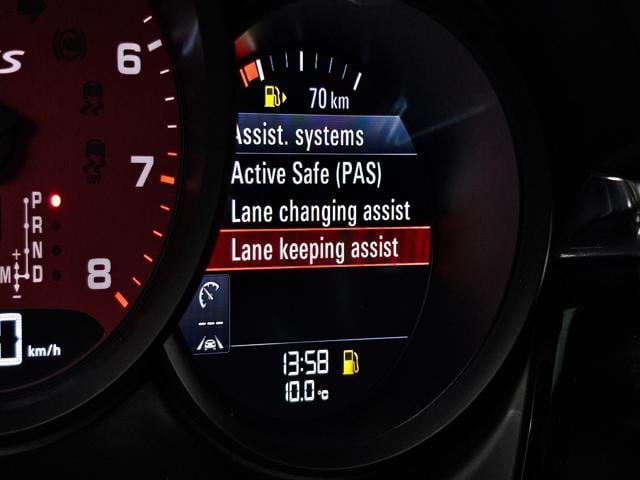 S
6
7
8
OFF
P
R
N
M D
+
-
km/h
70 km
Assist. systems
Active Safe (PAS)
Lane changing assist
Lane keeping assist
---
13:58
10.0 °C